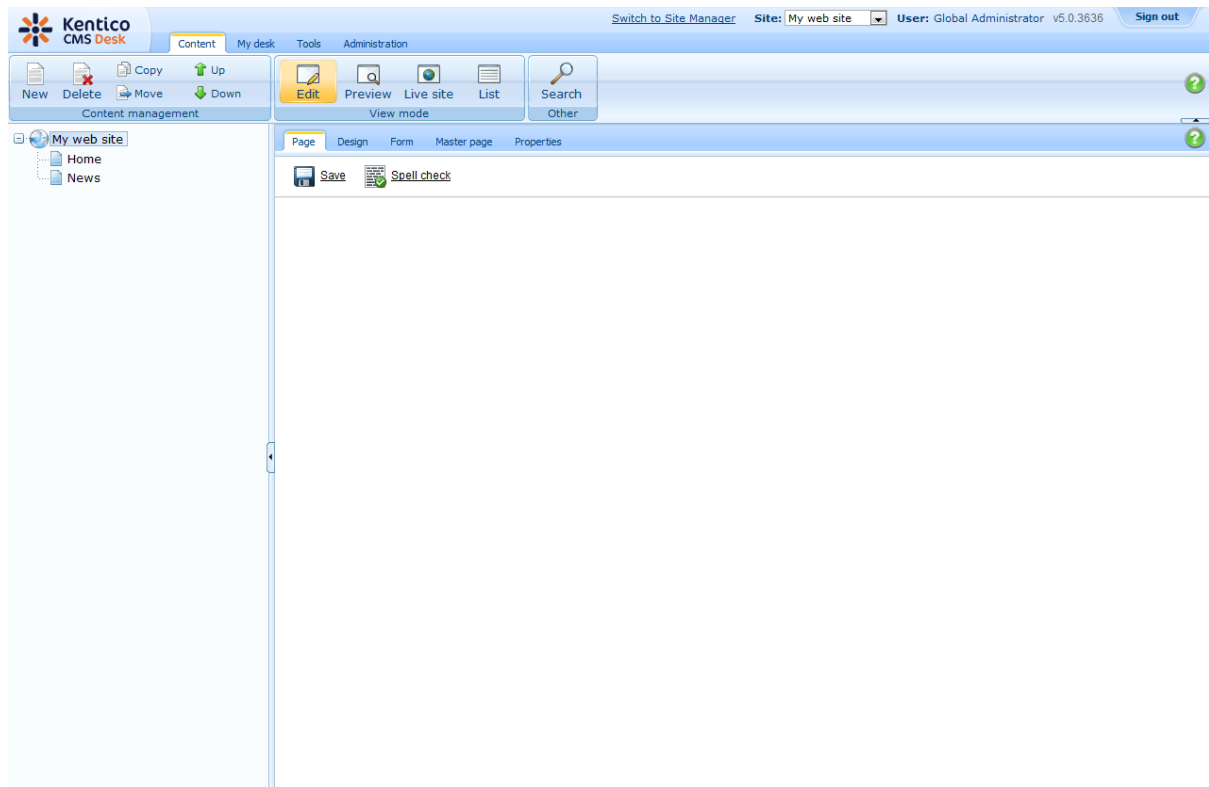 Kentico
CMS Desk
Switch to Site Manager Site: My web site User: Global Administrator v5.0.3636 Sign out
Content My desk Tools Administration
New Delete Copy Move Up Down
Content management
Edit Preview Live site List
View mode
Search
Other
My web site
Home
News
Page Design Form Master page Properties
Save Spell check